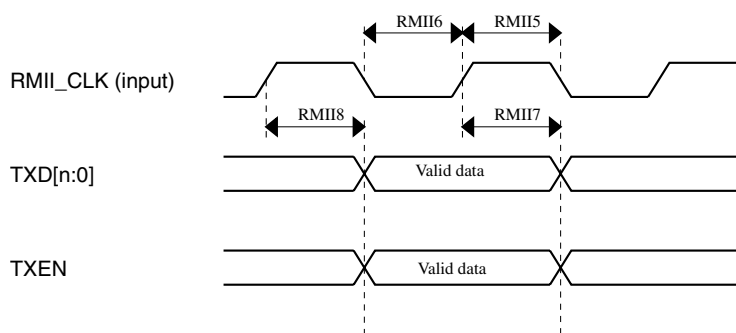 RMII6 RMII5
RMII_CLK (input)
RMII8 RMII7
TXD[n:0] Valid data
TXEN Valid data